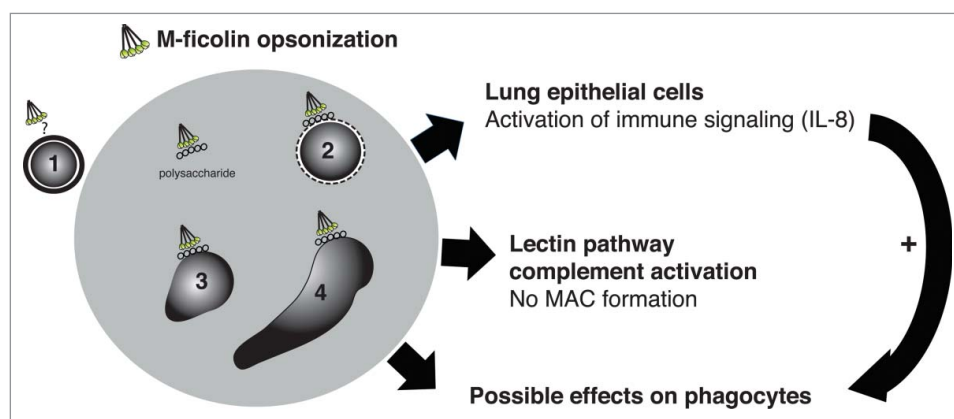 M-ficolin opsonization
?
1
polysaccharide
2
3
4
Lung epithelial cells
Activation of immune signaling (IL-8)
Lectin pathway
complement activation
No MAC formation
+
Possible effects on phagocytes